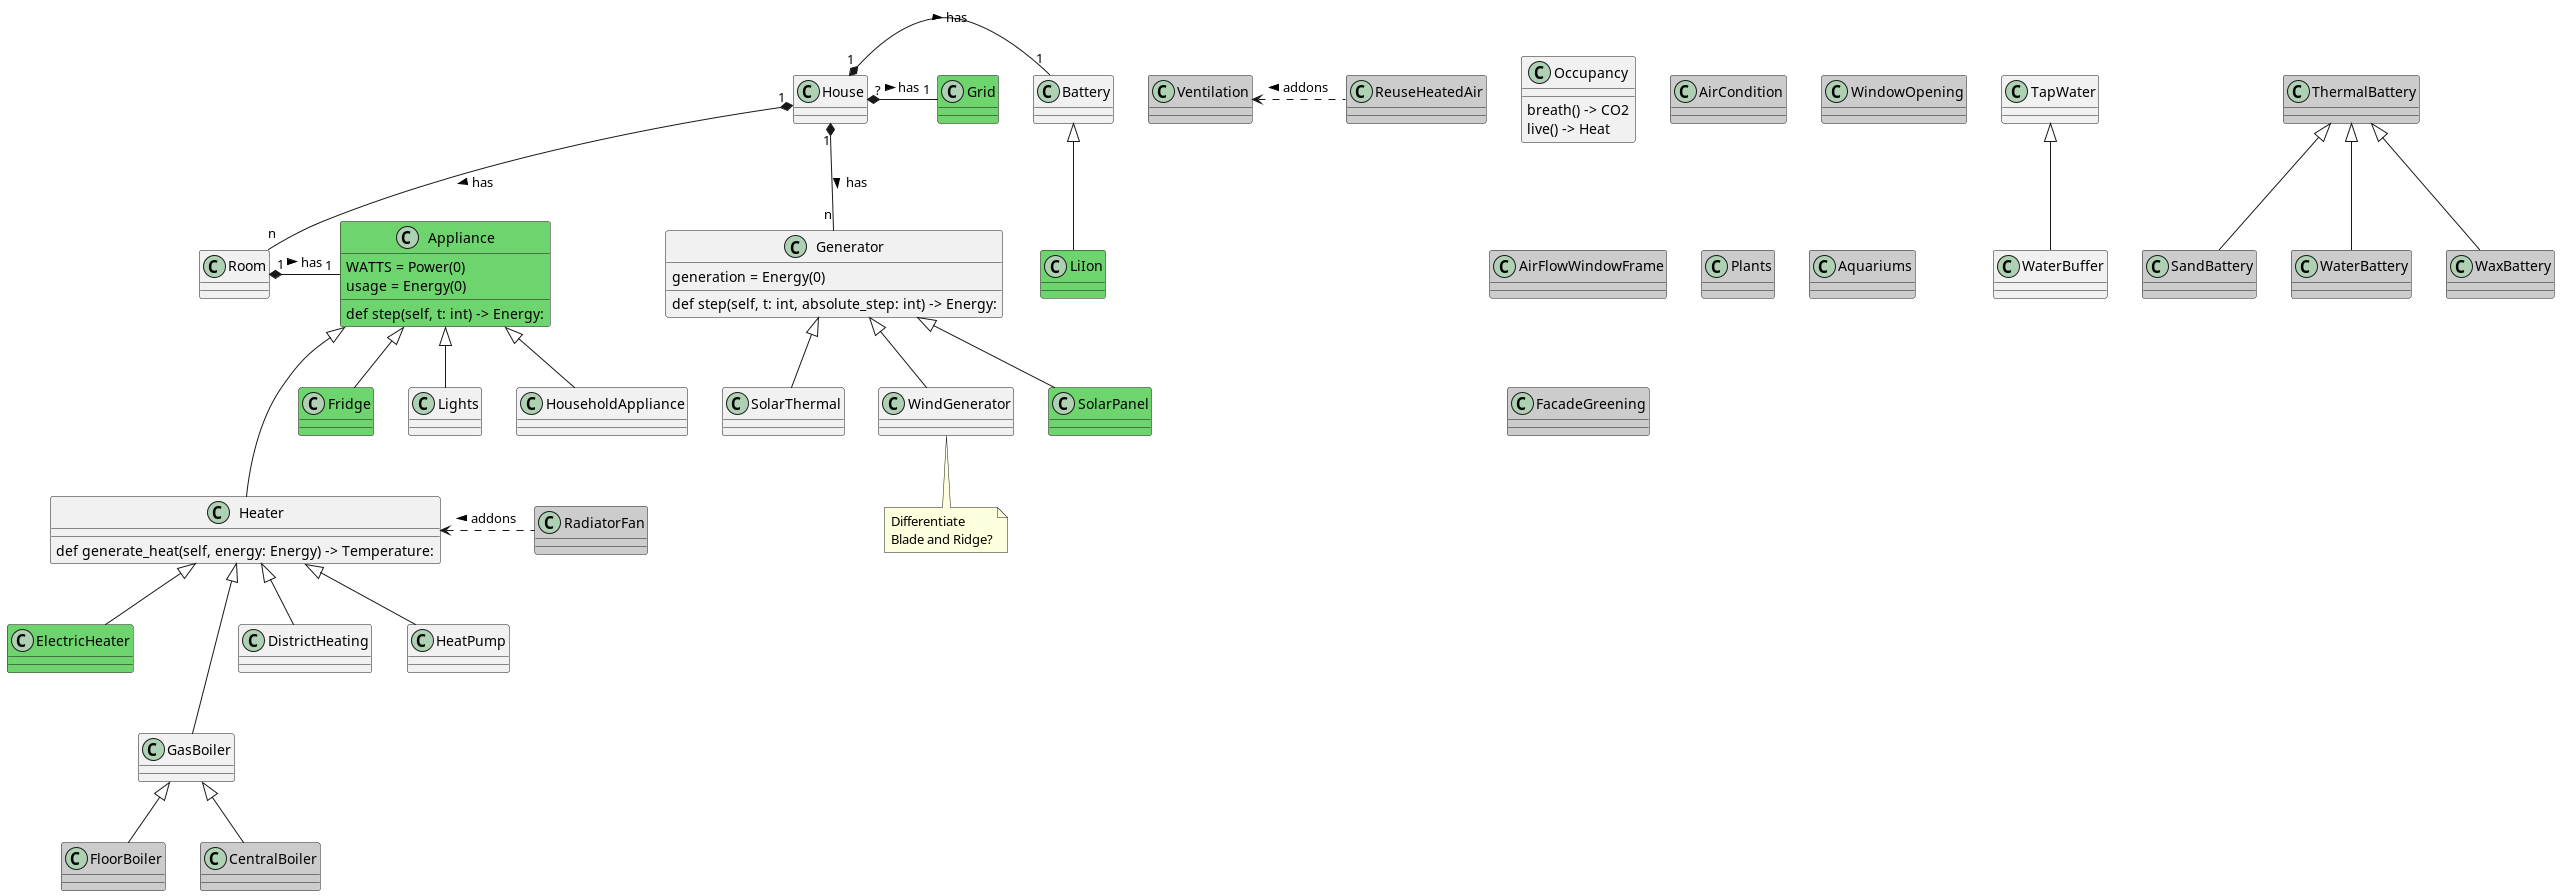 has
1
1
C House
?
has
1
C Grid
C Battery
C Ventilation
addons
C ReuseHeatedAir
C Occupancy
breath() -> CO2
live() -> Heat
C AirCondition
C WindowOpening
C TapWater
C ThermalBattery
1
1
has
has
n
n
C Room
1
has
1
C Appliance
WATTS = Power(0)
usage = Energy(0)
def step(self, t: int) -> Energy:
C Generator
generation = Energy(0)
def step(self, t: int, absolute_step: int) -> Energy:
C LiIon
C AirFlowWindowFrame
C Plants
C Aquariums
C WaterBuffer
C SandBattery
C WaterBattery
C WaxBattery
C Fridge
C Lights
C HouseholdAppliance
C SolarThermal
C WindGenerator
C SolarPanel
C FacadeGreening
C Heater
def generate_heat(self, energy: Energy) -> Temperature:
addons
C RadiatorFan
Differentiate
Blade and Ridge?
C ElectricHeater
C DistrictHeating
C HeatPump
C GasBoiler
C FloorBoiler
C CentralBoiler